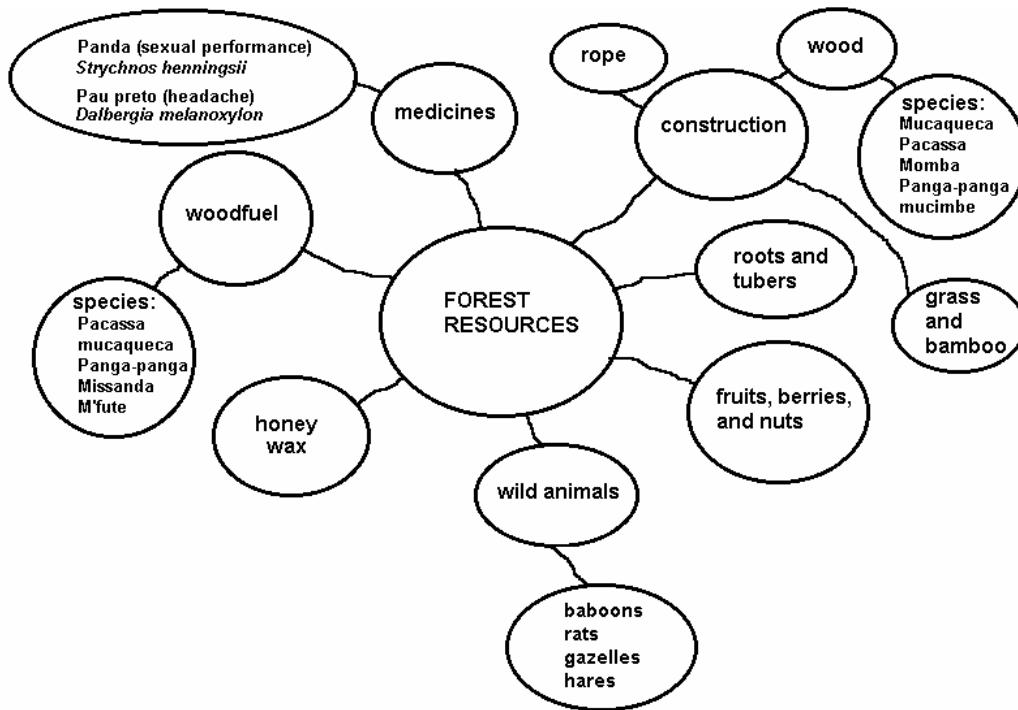 Panda (sexual performance)
Strychnos henningsii
Pau preto (headache)
Dalbergia melanoxylon
medicines
rope
wood
construction
species:
Mucaqueca
Pacassa
Momba
Panga-panga
mucimbe
woodfuel
species:
Pacassa
mucaqueca
Panga-panga
Missanda
M'fute
FOREST
RESOURCES
roots and
tubers
grass
and
bamboo
fruits, berries,
and nuts
honey
wax
wild animals
baboons
rats
gazelles
hares